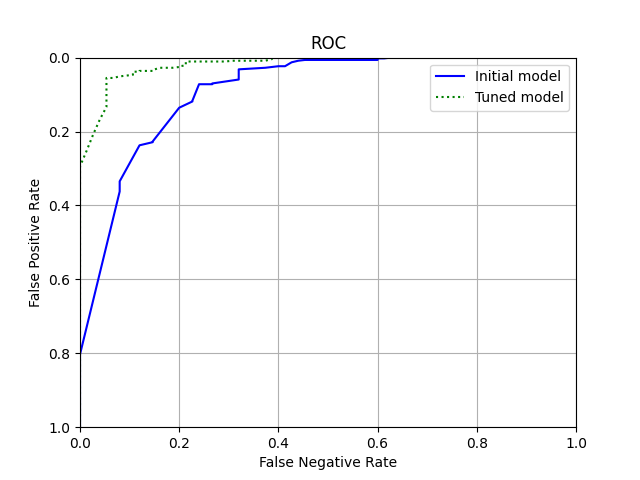 ROC
Initial model
Tuned model
False Positive Rate
0.0
0.2
0.4
0.6
0.8
1.0
0.0 0.2 0.4 0.6 0.8 1.0
False Negative Rate